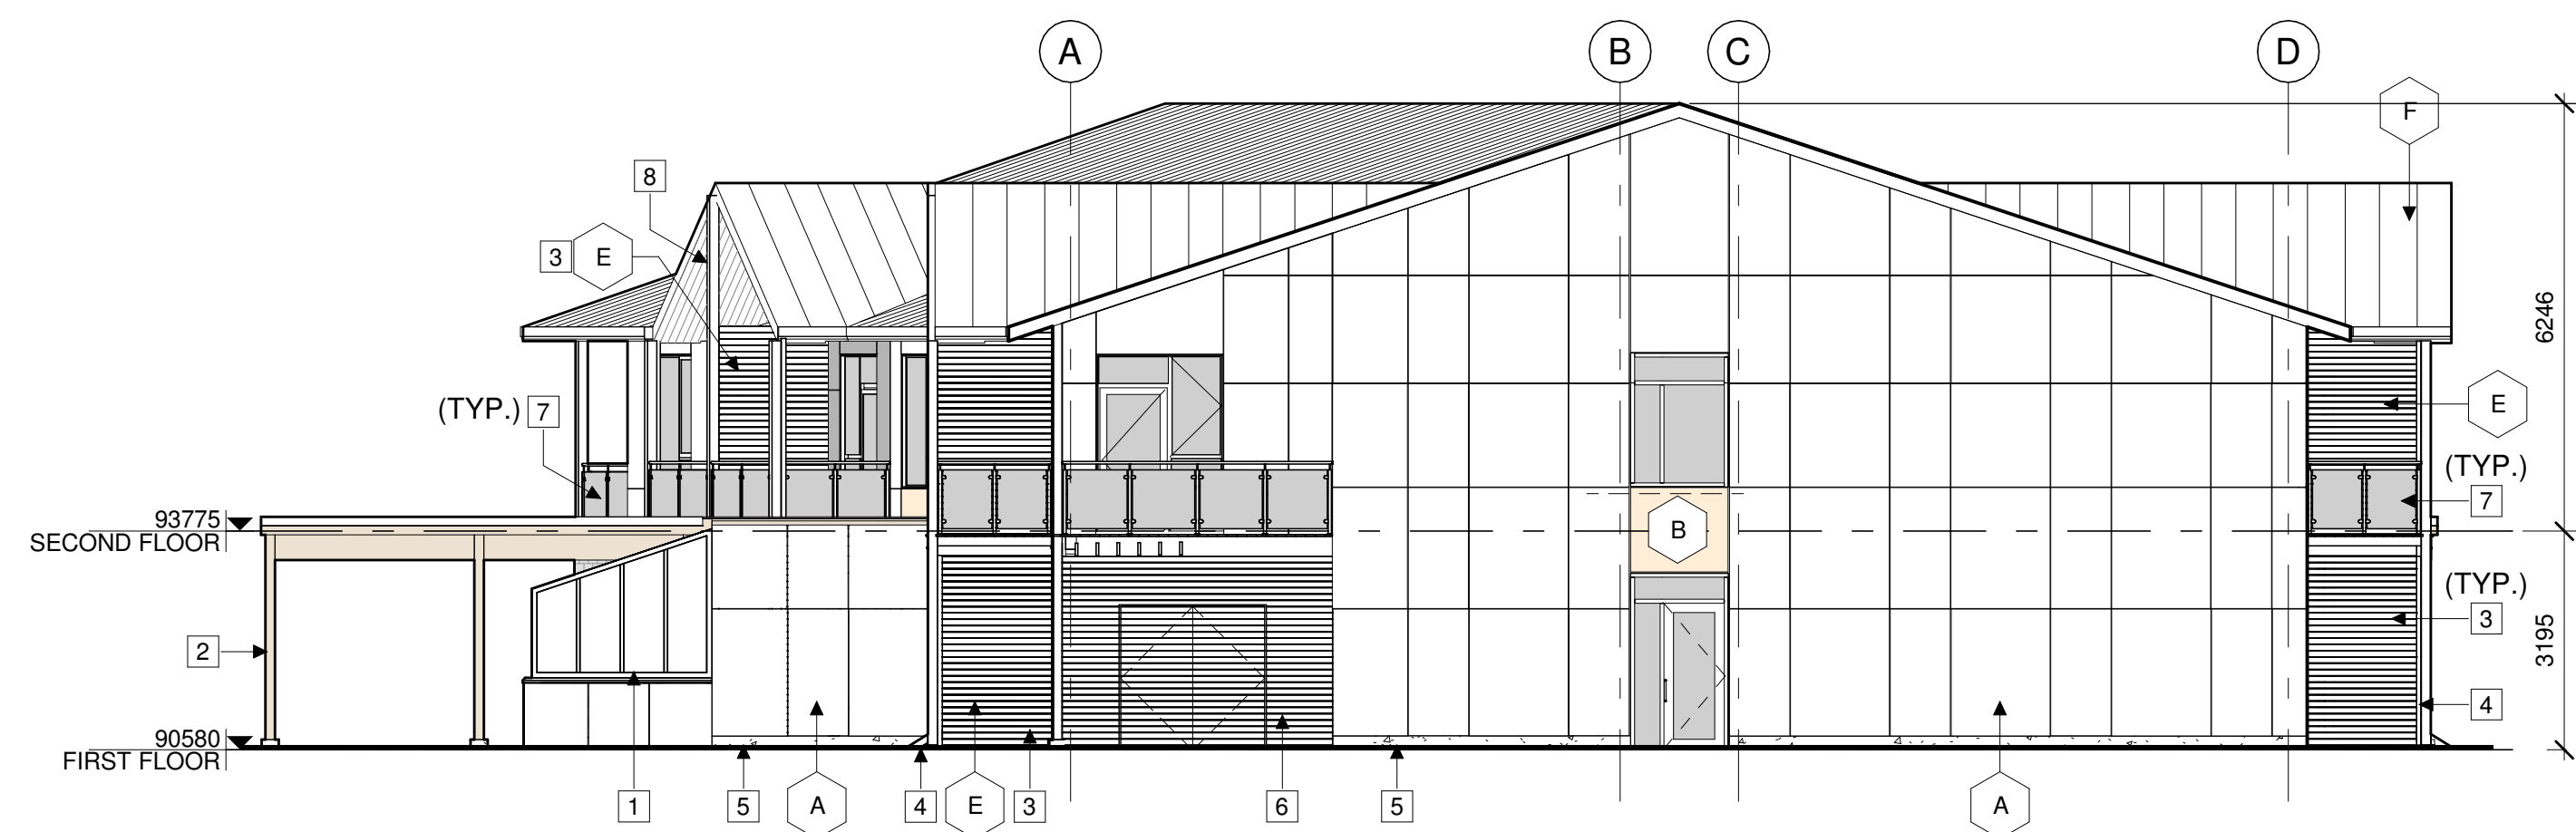 A B C D
F
8
3 E
6246
E
(TYP.) 7
(TYP.)
7
93775
SECOND FLOOR
B
(TYP.)
3
3195
2
4
90580
FIRST FLOOR
1 5 A 4 E 3 6 5 A